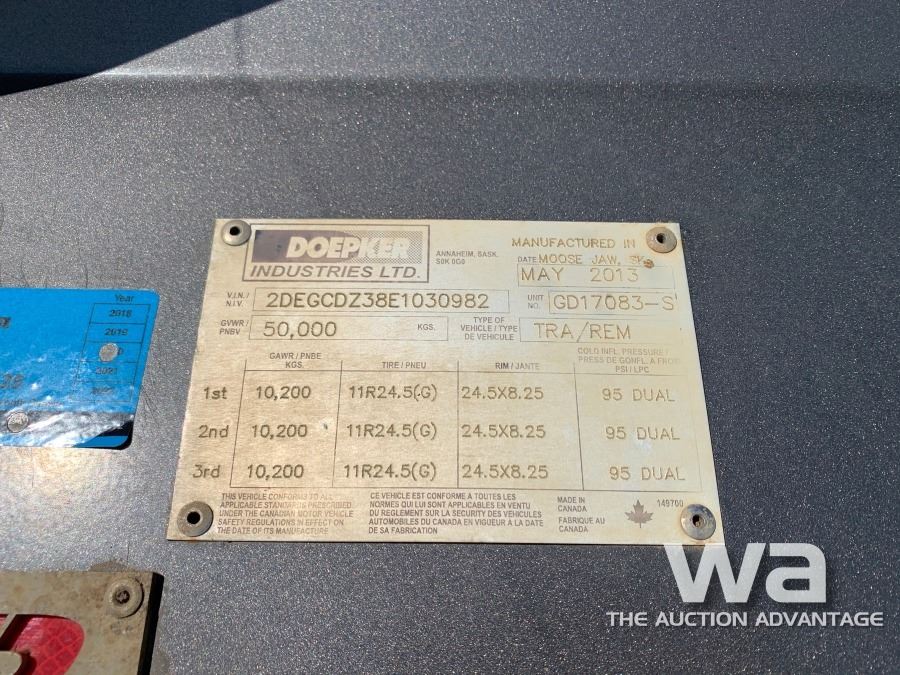 DOEPKER
INDUSTRIES LTD.
ANNAHEIM, SASK.
S0K 0G0
MANUFACTURED IN
MOOSE JAW, SK
DATE MAY 2013
V.I.N./
N.I.V. 2DEGCDZ38E1030982
UNIT
NO. GD17083-S
GVWR/
PNBV 50,000 KGS.
TYPE OF
VEHICLE / TYPE
DE VEHICULE TRA/REM
GAWR / PNBE
KGS. TIRE / PNEU RIM / JANTE COLD INFL. PRESSURE/
PRESS DE GONFL. A FROID
PSI / LPC
1st 10,200 11R24.5(G) 24.5X8.25 95 DUAL
2nd 10,200 11R24.5(G) 24.5X8.25 95 DUAL
3rd 10,200 11R24.5(G) 24.5X8.25 95 DUAL
THIS VEHICLE CONFORMS TO ALL
APPLICABLE STANDARDS PRESCRIBED
UNDER THE CANADIAN MOTOR VEHICLE
SAFETY REGULATIONS IN EFFECT ON
THE DATE OF ITS MANUFACTURE
CE VEHICLE EST CONFORME À TOUTES LES
NORMES QUI LUI SONT APPLICABLES EN VENTU
DU REGLEMENT SUR LA SECURITY DES VEHICULES
AUTOMOBILES DU CANADA EN VIGUEUR A LA DATE
DE SA FABRICATION
MADE IN
CANADA
FABRIQUE AU
CANADA
149700
Year
2018
2019
2021
wa
THE AUCTION ADVANTAGE